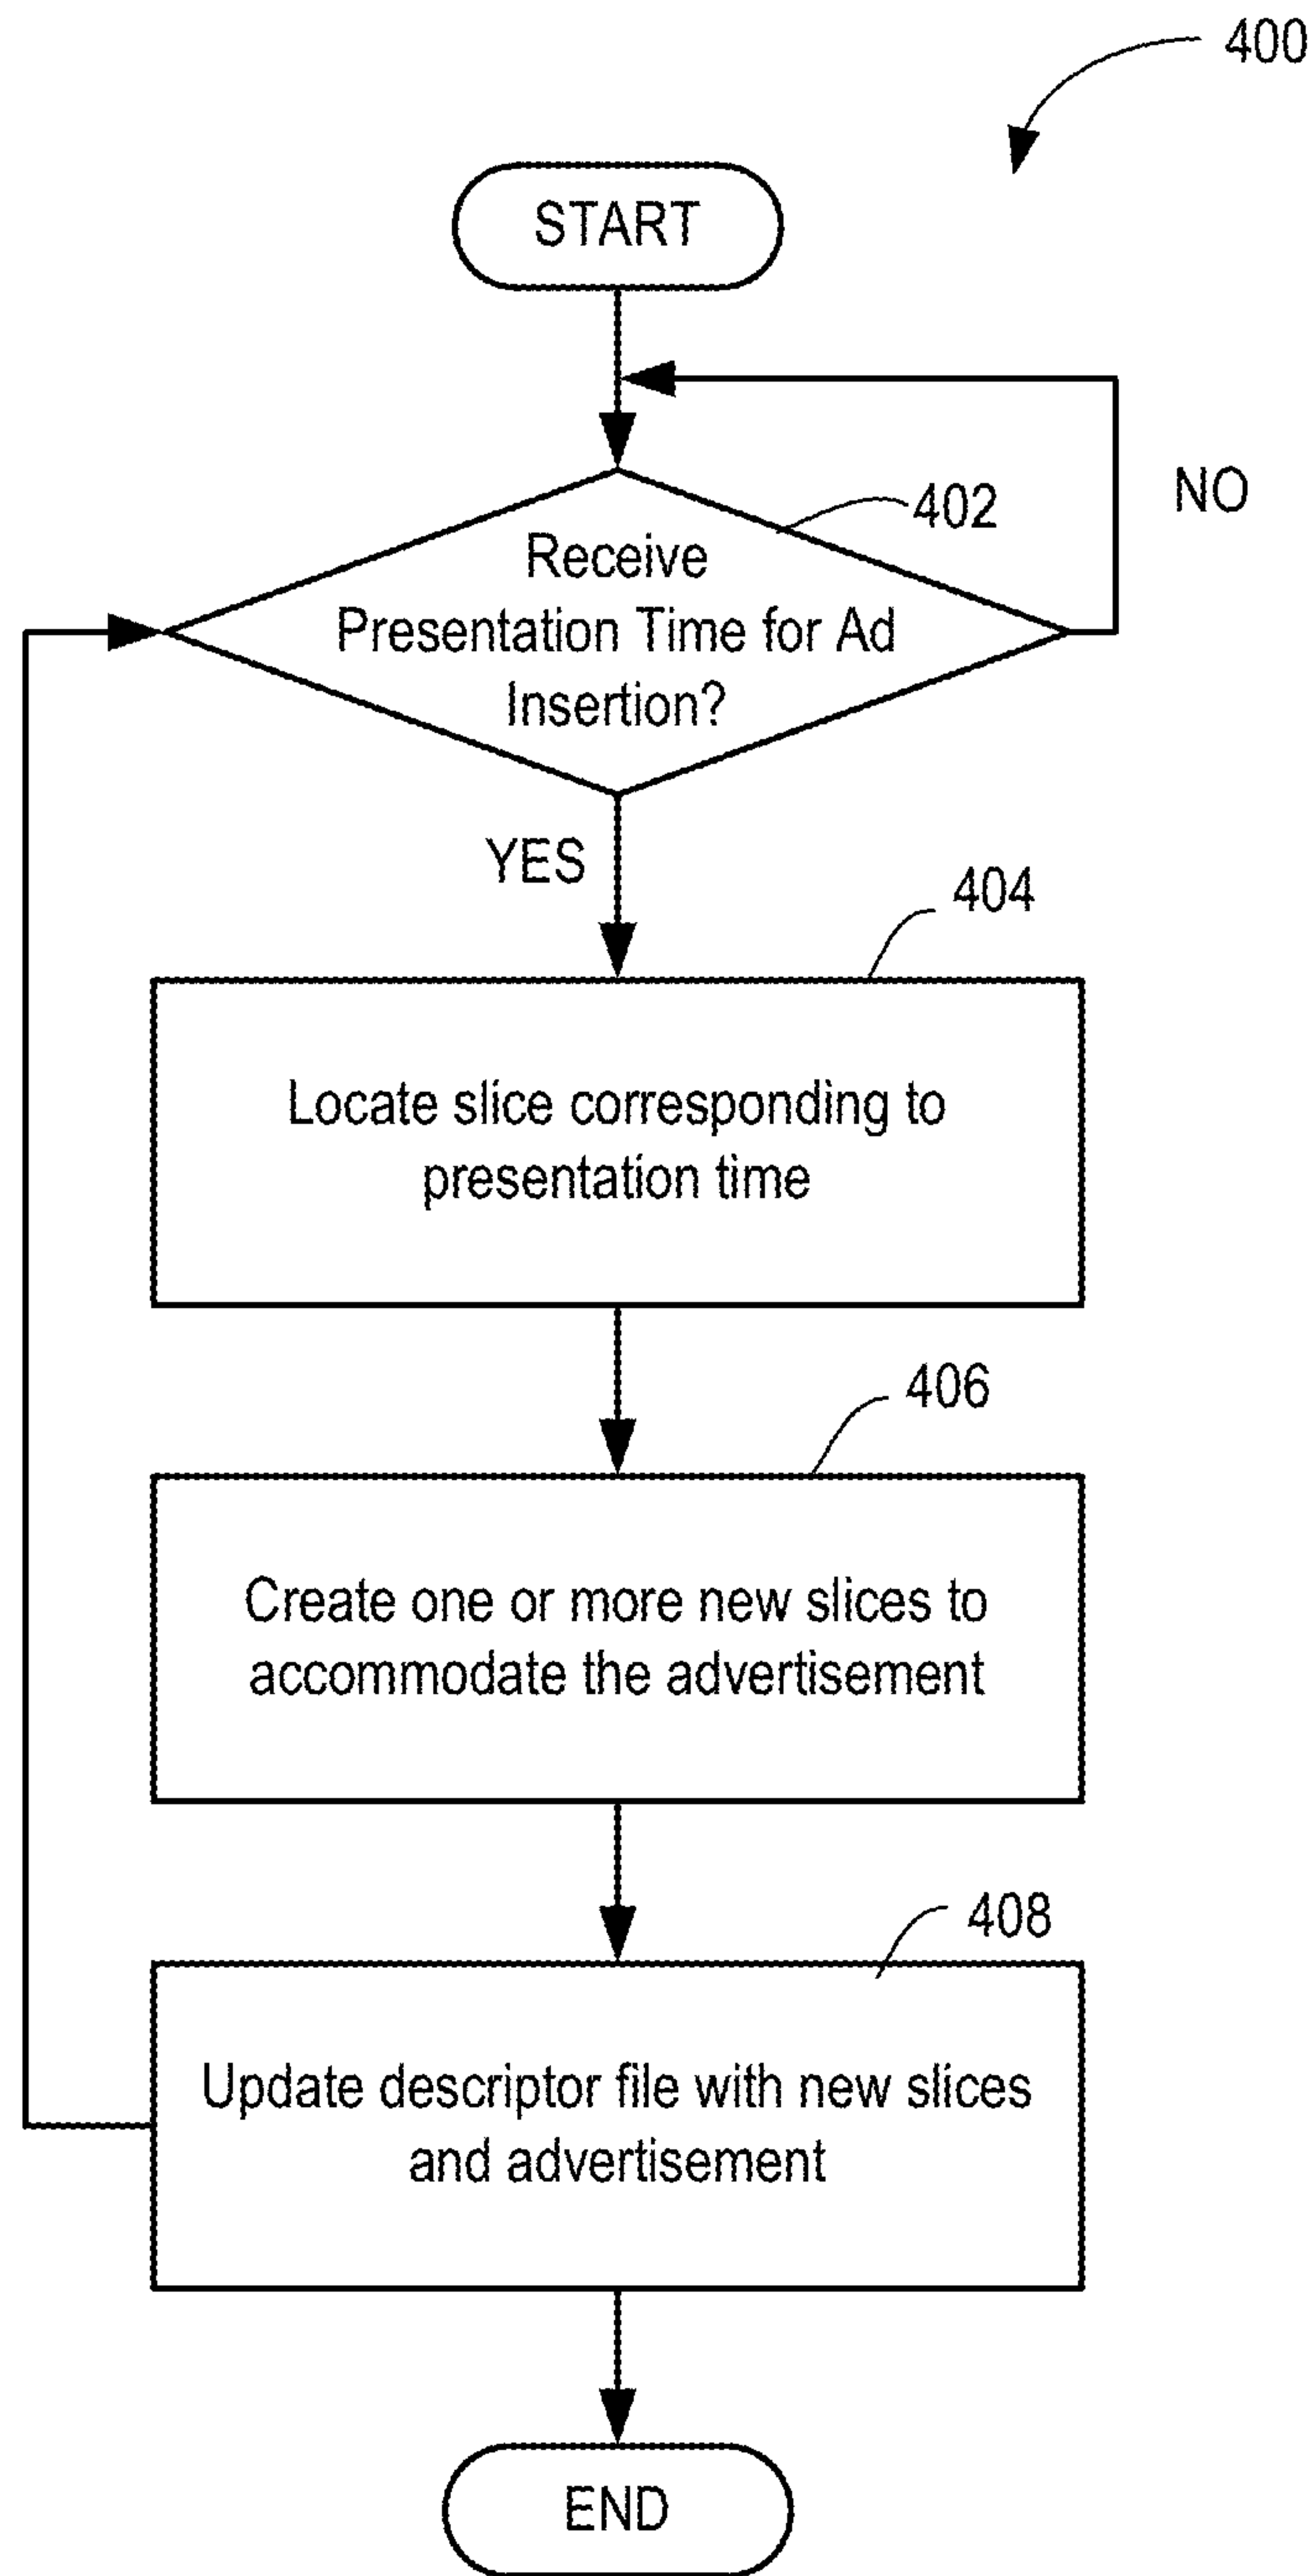 400
START
402
NO
Receive
Presentation Time for Ad
Insertion?
YES
404
Locate slice corresponding to
presentation time
406
Create one or more new slices to
accommodate the advertisement
408
Update descriptor file with new slices
and advertisement
END